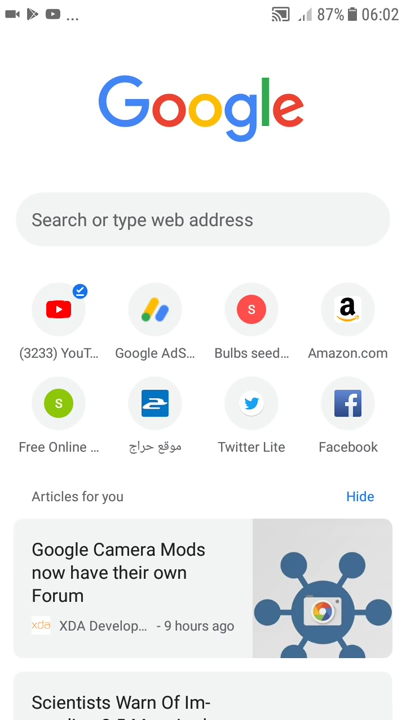 ... 87% 06:02
Google
Search or type web address
(3233) YouT... Google AdS... Bulbs seed... Amazon.com
S
a
Free Online ... موقع حراج Twitter Lite Facebook
S
f
Articles for you Hide
Google Camera Mods
now have their own
Forum
xda XDA Develop... - 9 hours ago
Scientists Warn Of Im-